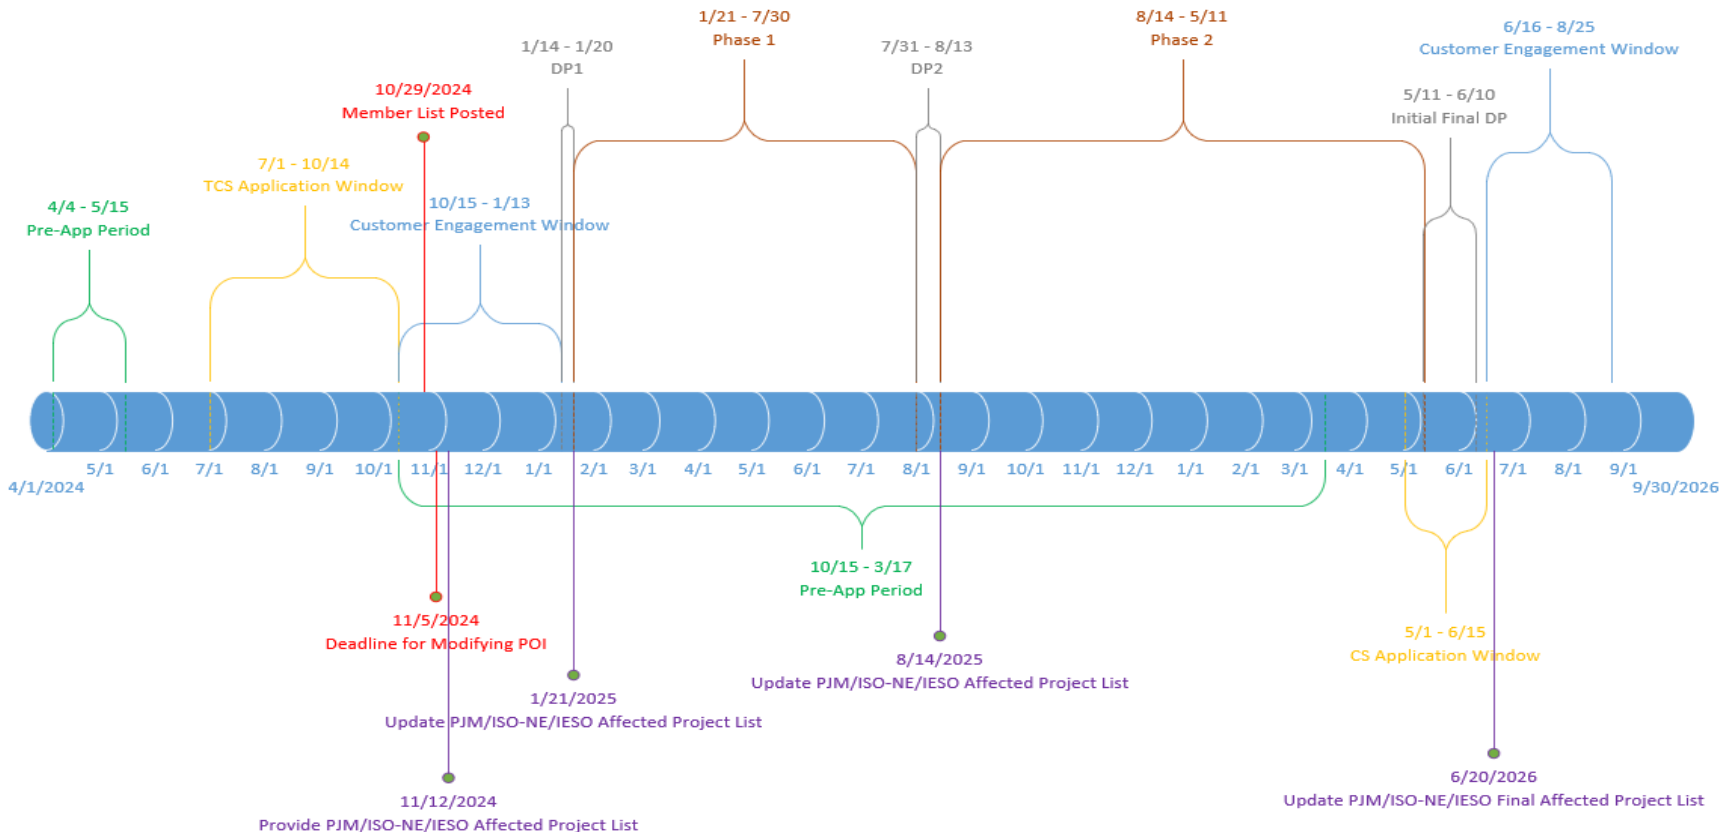 1/21 - 7/30
Phase 1
8/14 - 5/11
Phase 2
6/16 - 8/25
Customer Engagement Window
1/14 - 1/20
DP1
7/31 - 8/13
DP2
10/29/2024
Member List Posted
5/11 - 6/10
Initial Final DP
7/1 - 10/14
TCS Application Window
4/4 - 5/15
Pre-App Period
10/15 - 1/13
Customer Engagement Window
5/1 6/1 7/1 8/1 9/1 10/1 11/1 12/1 1/1 2/1 3/1 4/1 5/1 6/1 7/1 8/1 9/1 10/1 11/1 12/1 1/1 2/1 3/1 4/1 5/1 6/1 7/1 8/1 9/1
4/1/2024 9/30/2026
10/15 - 3/17
Pre-App Period
11/5/2024
Deadline for Modifying POI
5/1 - 6/15
CS Application Window
8/14/2025
Update PJM/ISO-NE/IESO Affected Project List
1/21/2025
Update PJM/ISO-NE/IESO Affected Project List
6/20/2026
Update PJM/ISO-NE/IESO Final Affected Project List
11/12/2024
Provide PJM/ISO-NE/IESO Affected Project List